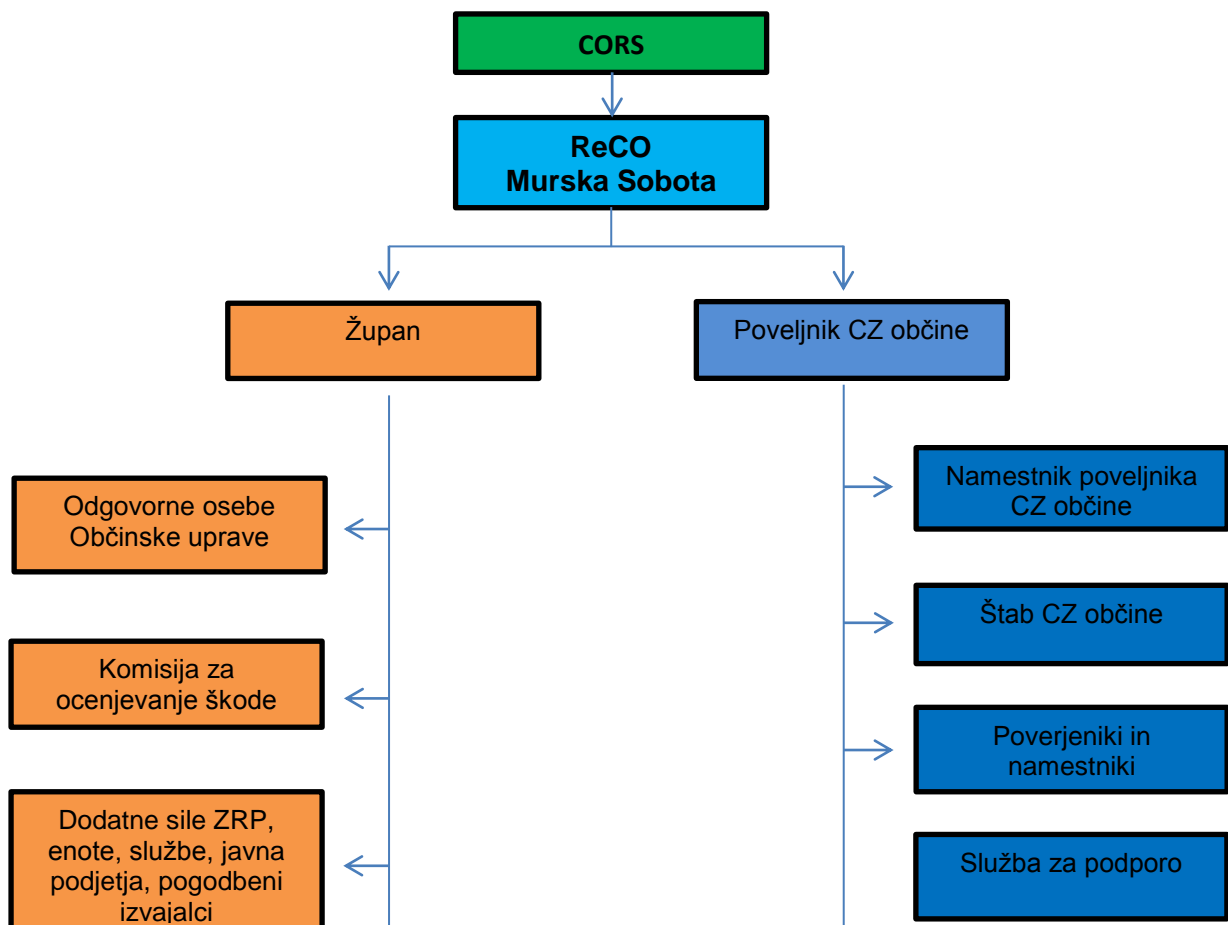 CORS
ReCO
Murska Sobota
Župan
Poveljnik CZ občine
Odgovorne osebe
Občinske uprave
Namestnik poveljnika
CZ občine
Štab CZ občine
Komisija za
ocenjevanje škode
Poverjeniki in
namestniki
Dodatne sile ZRP,
enote, službe, javna
podjetja, pogodbeni
izvajalci
Služba za podporo